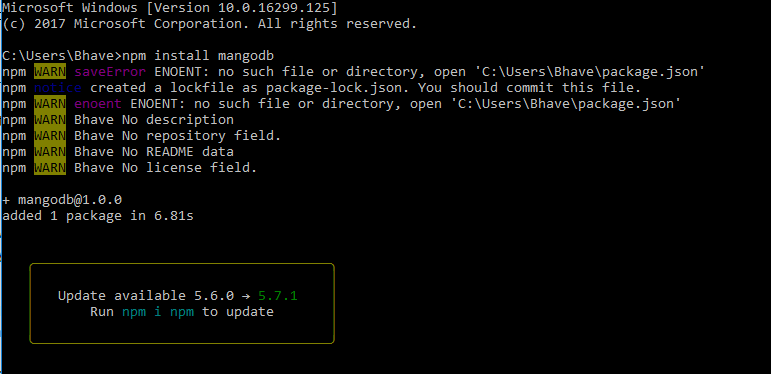 Microsoft Windows [Version 10.0.16299.125]
(c) 2017 Microsoft Corporation. All rights reserved.
C:\Users\Bhave>npm install mangodb
npm WARN saveError ENOENT: no such file or directory, open 'C:\Users\Bhave\package.json'
npm notice created a lockfile as package-lock.json. You should commit this file.
npm WARN enoent ENOENT: no such file or directory, open 'C:\Users\Bhave\package.json'
npm WARN Bhave No description
npm WARN Bhave No repository field.
npm WARN Bhave No README data
npm WARN Bhave No license field.
+ mangodb@1.0.0
added 1 package in 6.81s
Update available 5.6.0 → 5.7.1
Run npm i npm to update